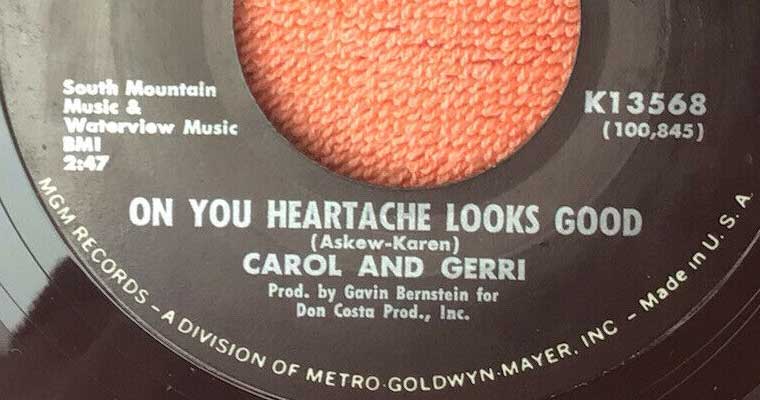 South Mountain
Music &
Waterview Music
BMI
2:47
K13568
(100,845)
ON YOU HEARTACHE LOOKS GOOD
(Askew-Karen)
CAROL AND GERRI
Prod. by Gavin Bernstein for
Don Costa Prod., Inc.
MGM RECORDS – A DIVISION OF METRO-GOLDWYN-MAYER, INC – Made in U. S. A.